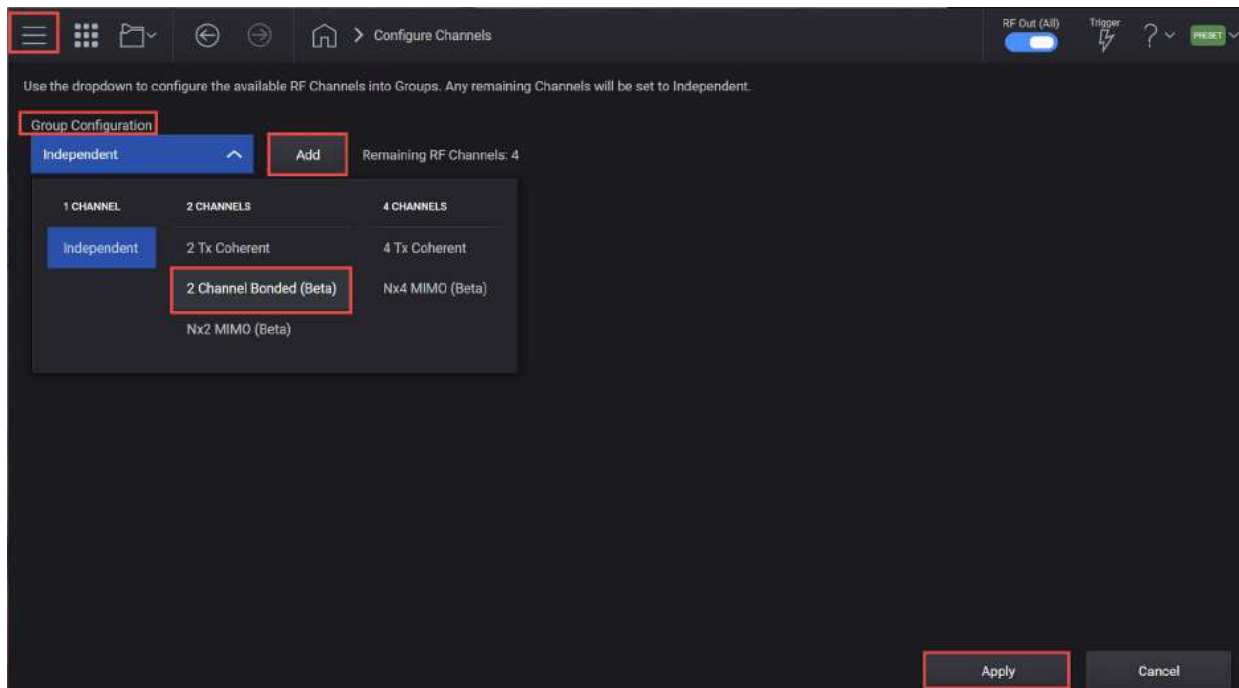 Configure Channels
RF Out (All)
Trigger
PRESET
Use the dropdown to configure the available RF Channels into Groups. Any remaining Channels will be set to Independent.
Group Configuration
Independent
Add
Remaining RF Channels: 4
1 CHANNEL
2 CHANNELS
4 CHANNELS
Independent
2 Tx Coherent
4 Tx Coherent
2 Channel Bonded (Beta)
Nx4 MIMO (Beta)
Nx2 MIMO (Beta)
Apply
Cancel